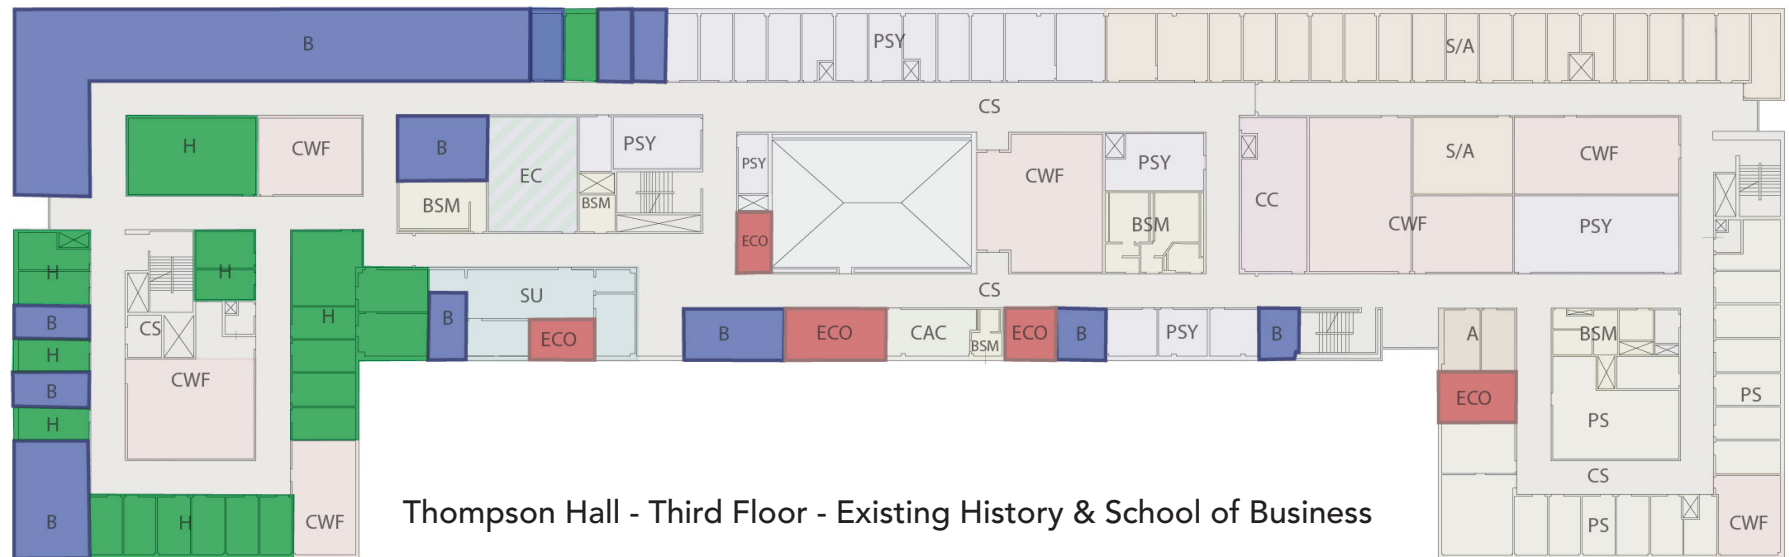 B
PSY
S/A
CS
H
CWF
B
EC
PSY
BSM
BSM
PSY
ECO
CWF
PSY
BSM
CC
S/A
CWF
CWF
PSY
H
H
B
CS
H
B
H
B
CWF
H
H
CWF
B
SU
ECO
CS
B
ECO
CAC
BSM
ECO
B
PSY
B
A
ECO
BSM
PS
PS
CS
PS
CWF
Thompson Hall - Third Floor - Existing History & School of Business